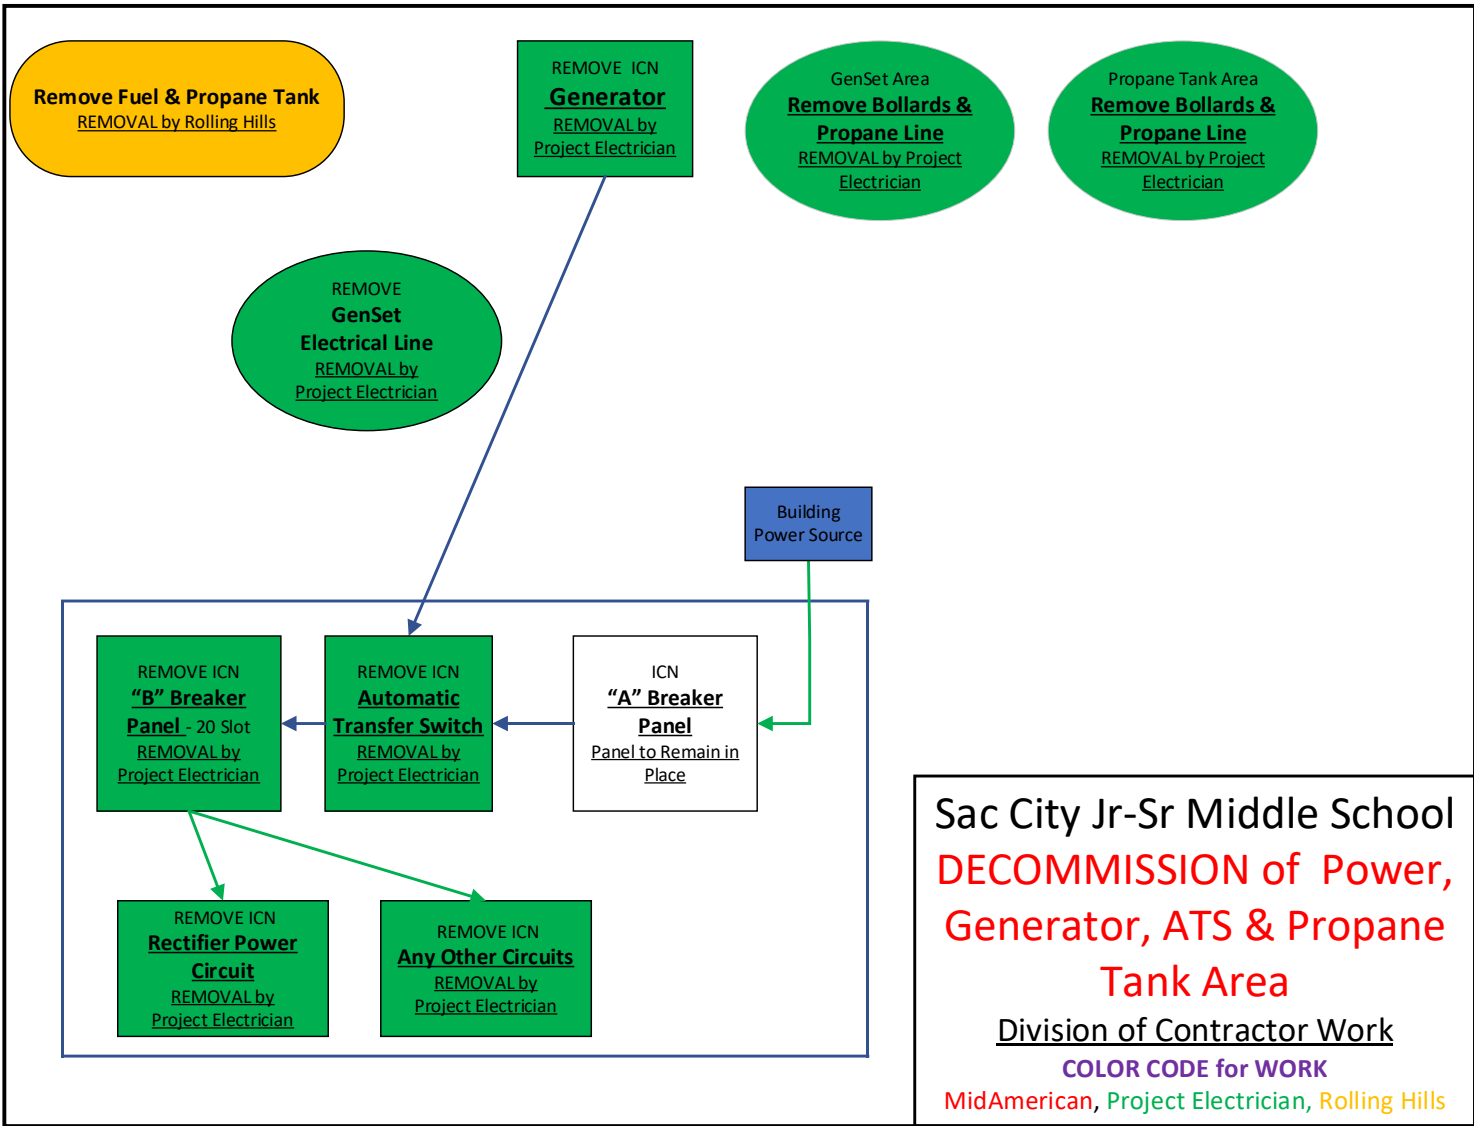 Remove Fuel & Propane Tank
REMOVAL by Rolling Hills
REMOVE ICN
Generator
REMOVAL by
Project Electrician
GenSet Area
Remove Bollards &
Propane Line
REMOVAL by Project
Electrician
Propane Tank Area
Remove Bollards &
Propane Line
REMOVAL by Project
Electrician
REMOVE
GenSet
Electrical Line
REMOVAL by
Project Electrician
Building
Power Source
REMOVE ICN
“B” Breaker
Panel - 20 Slot
REMOVAL by
Project Electrician
REMOVE ICN
Automatic
Transfer Switch
REMOVAL by
Project Electrician
ICN
“A” Breaker
Panel
Panel to Remain in
Place
REMOVE ICN
Rectifier Power
Circuit
REMOVAL by
Project Electrician
REMOVE ICN
Any Other Circuits
REMOVAL by
Project Electrician
Sac City Jr-Sr Middle School
DECOMMISSION of Power,
Generator, ATS & Propane
Tank Area
Division of Contractor Work
COLOR CODE for WORK
MidAmerican, Project Electrician, Rolling Hills